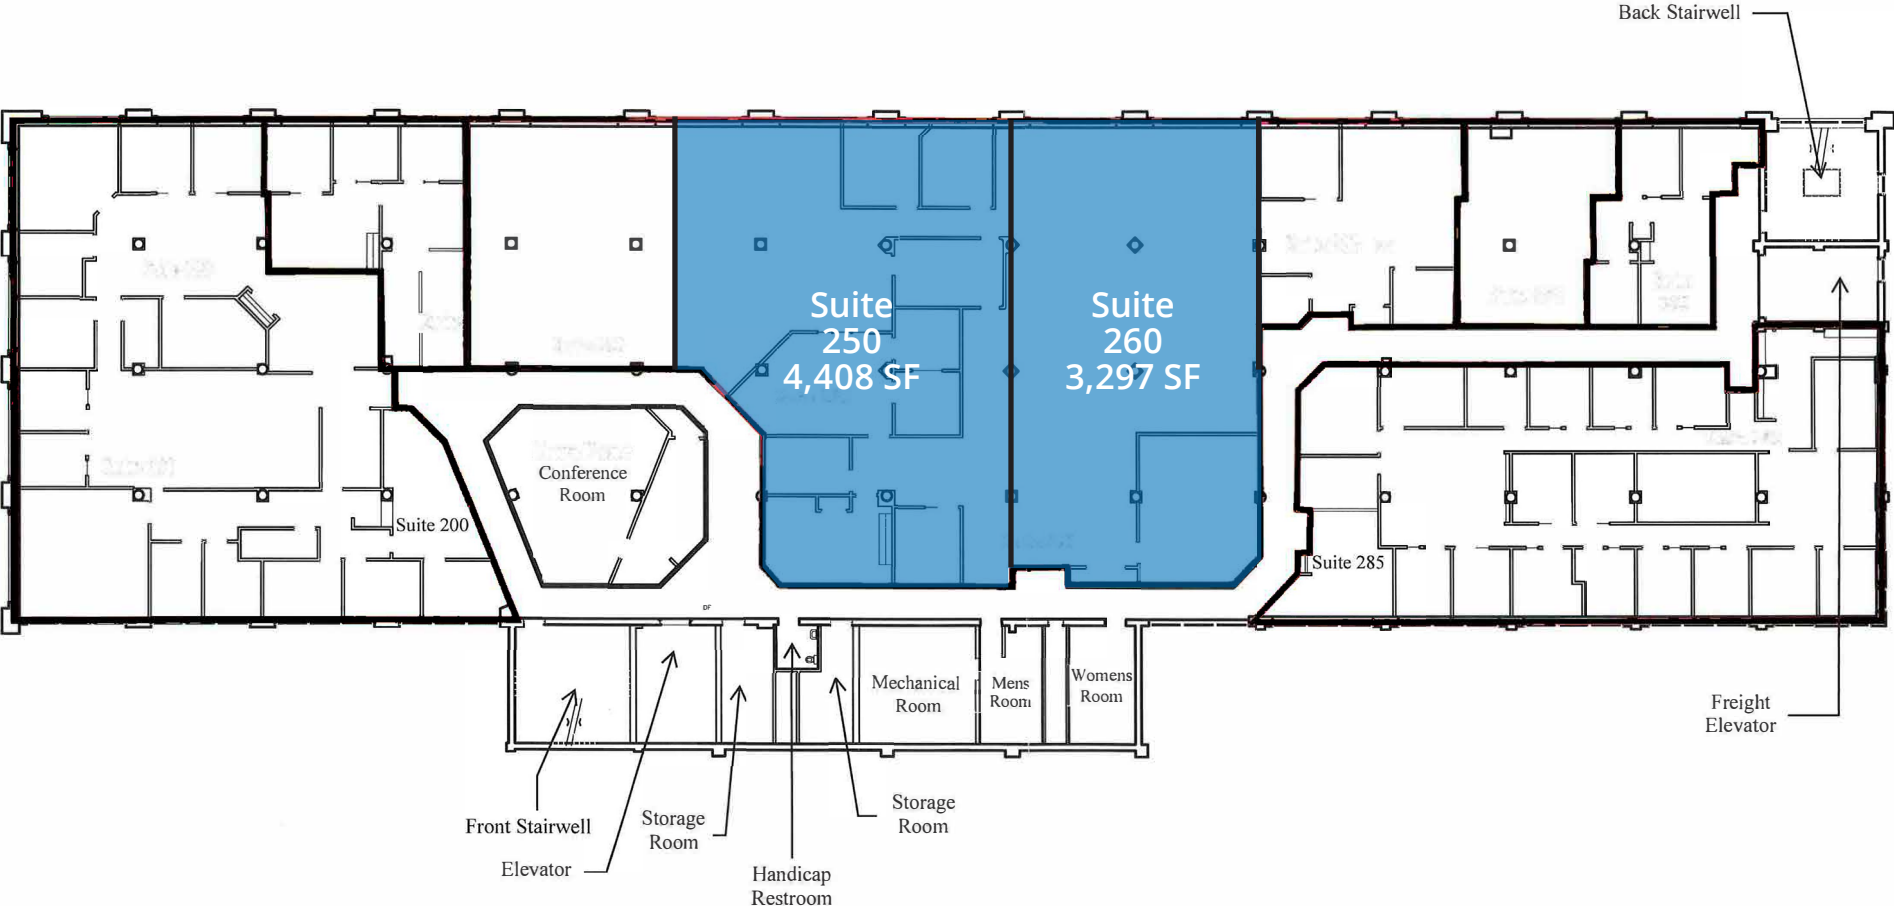 Back Stairwell
Suite
250
4,408 SF
Suite
260
3,297 SF
Conference
Room
Suite 200
Suite 285
DF
Mechanical
Room
Mens
Room
Womens
Room
Freight
Elevator
Front Stairwell
Elevator
Storage
Room
Handicap
Restroom
Storage
Room